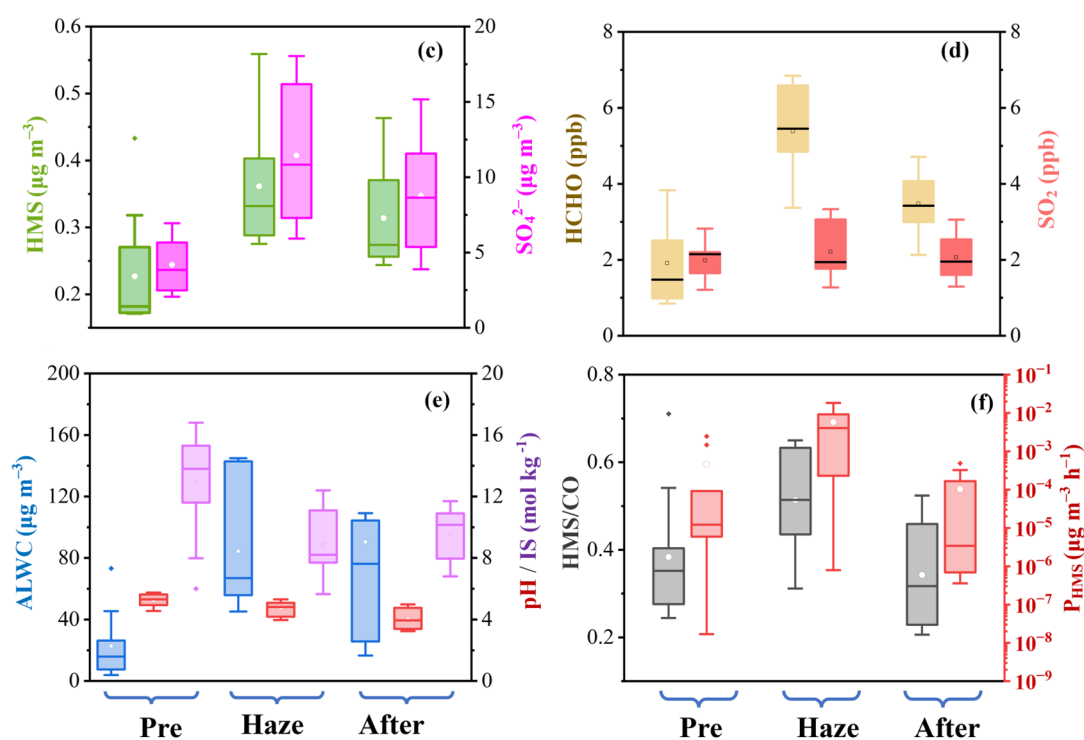 (c)
HMS (μg m⁻³)
0.6
0.5
0.4
0.3
0.2
20
15
10
5
0
SO₄²⁻ (μg m⁻³)
(d)
HCHO (ppb)
8
6
4
2
0
8
6
4
2
0
SO₂ (ppb)
(e)
ALWC (μg m⁻³)
200
160
120
80
40
0
20
16
12
8
4
0
pH / IS (mol kg⁻¹)
Pre
Haze
After
(f)
HMS/CO
0.8
0.6
0.4
0.2
10⁻¹
10⁻²
10⁻³
10⁻⁴
10⁻⁵
10⁻⁶
10⁻⁷
10⁻⁸
10⁻⁹
P_HMS (μg m⁻³ h⁻¹)
Pre
Haze
After